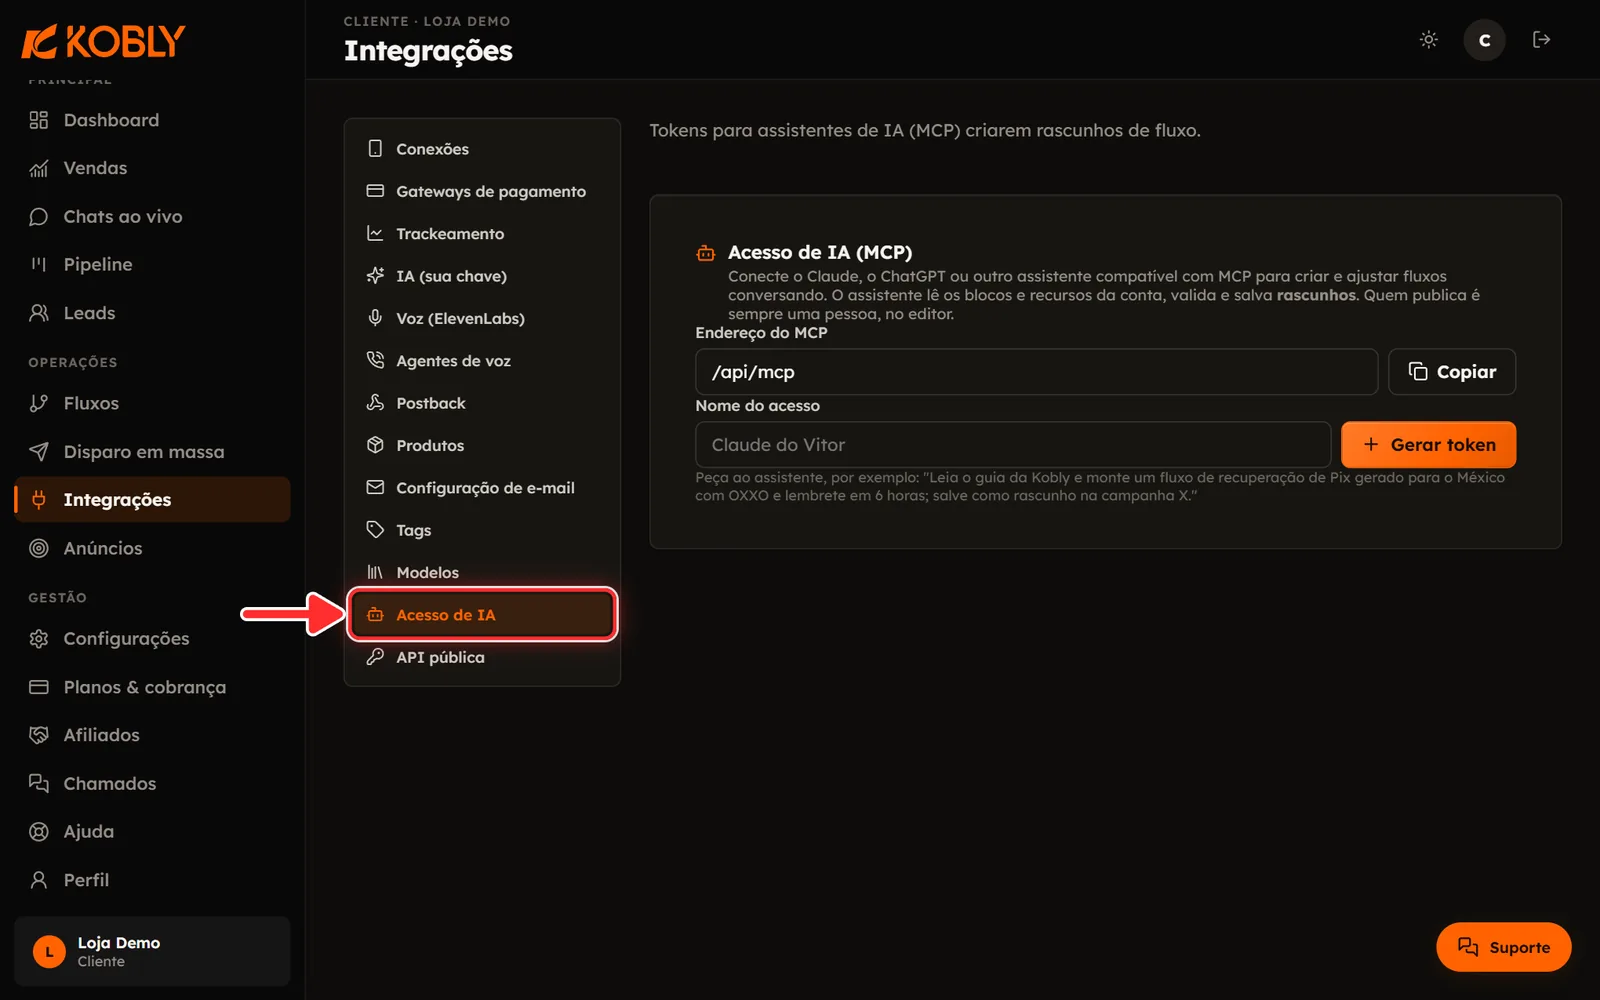 KOBLY
PRINCIPAL
Dashboard
Vendas
Chats ao vivo
Pipeline
Leads
OPERAÇÕES
Fluxos
Disparo em massa
Integrações
Anúncios
GESTÃO
Configurações
Planos & cobrança
Afiliados
Chamados
Ajuda
Perfil
L
Loja Demo
Cliente
CLIENTE · LOJA DEMO
Integrações
C
Conexões
Gateways de pagamento
Trackeamento
IA (sua chave)
Voz (ElevenLabs)
Agentes de voz
Postback
Produtos
Configuração de e-mail
Tags
Modelos
Acesso de IA
API pública
Tokens para assistentes de IA (MCP) criarem rascunhos de fluxo.
Acesso de IA (MCP)
Conecte o Claude, o ChatGPT ou outro assistente compatível com MCP para criar e ajustar fluxos
conversando. O assistente lê os blocos e recursos da conta, valida e salva rascunhos. Quem publica é
sempre uma pessoa, no editor.
Endereço do MCP
/api/mcp
Copiar
Nome do acesso
Claude do Vitor
Gerar token
Peça ao assistente, por exemplo: "Leia o guia da Kobly e monte um fluxo de recuperação de Pix gerado para o México
com OXXO e lembrete em 6 horas; salve como rascunho na campanha X."
Suporte